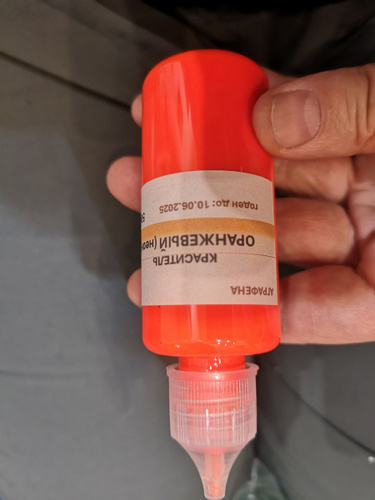 АГРАФЕНА
КРАСИТЕЛЬ
ОРАНЖЕВЫЙ (нео
годен до: 10.06.2025